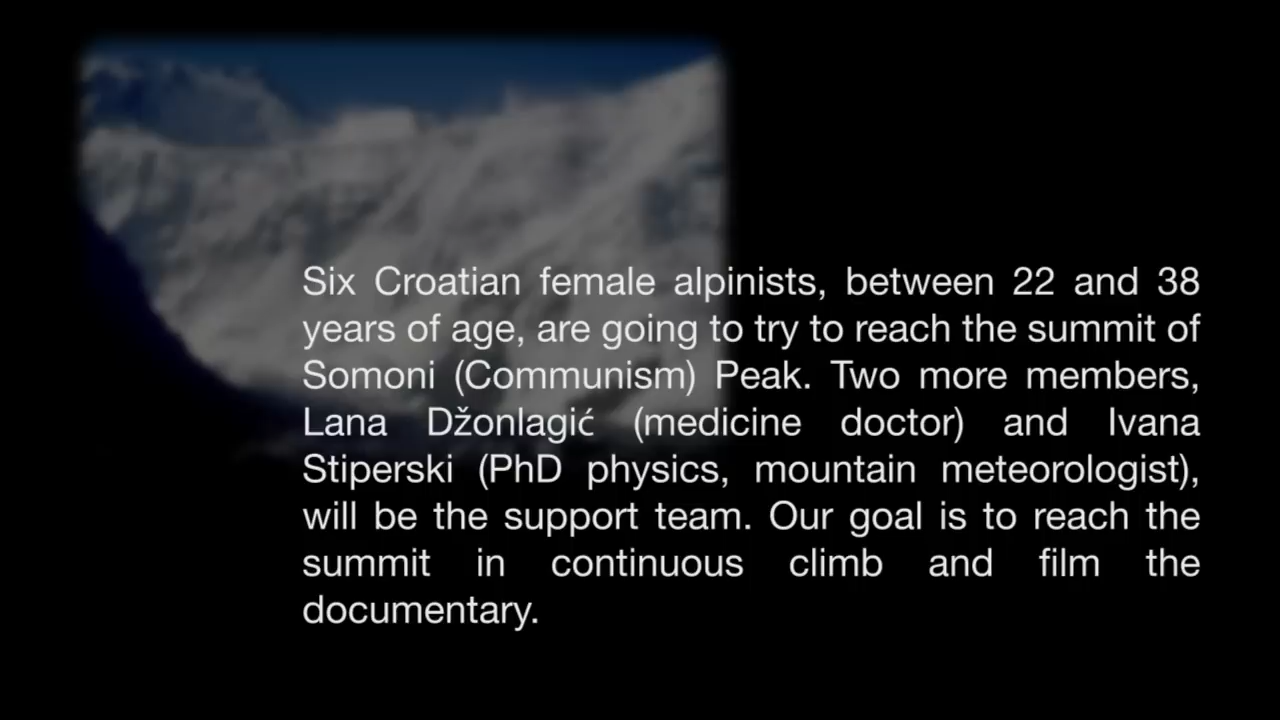 Six Croatian female alpinists, between 22 and 38
years of age, are going to try to reach the summit of
Somoni (Communism) Peak. Two more members,
Lana Džonlagić (medicine doctor) and Ivana
Stiperski (PhD physics, mountain meteorologist),
will be the support team. Our goal is to reach the
summit in continuous climb and film the
documentary.